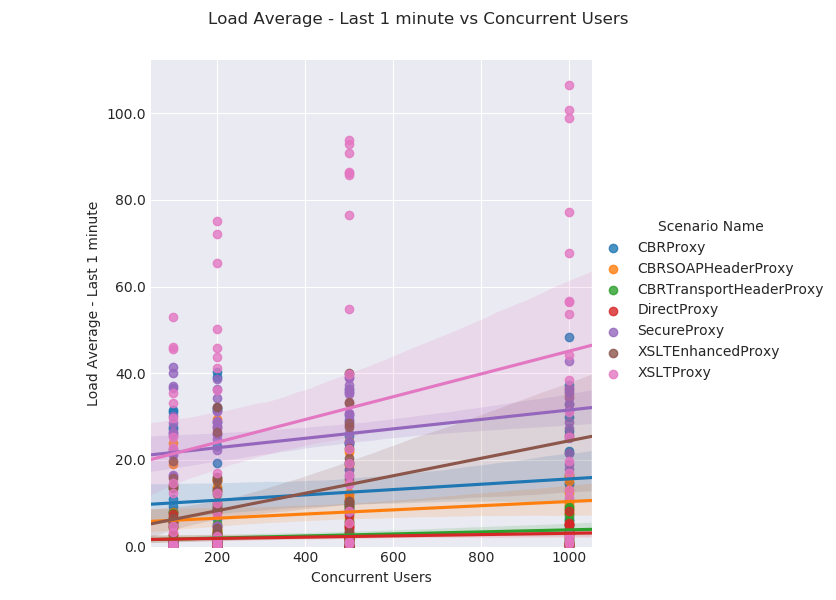 Load Average - Last 1 minute vs Concurrent Users
100.0
80.0
60.0
40.0
20.0
0.0
Load Average - Last 1 minute
200
400
600
800
1000
Concurrent Users
Scenario Name
CBRProxy
CBRSOAPHeaderProxy
CBRTransportHeaderProxy
DirectProxy
SecureProxy
XSLTEnhancedProxy
XSLTProxy